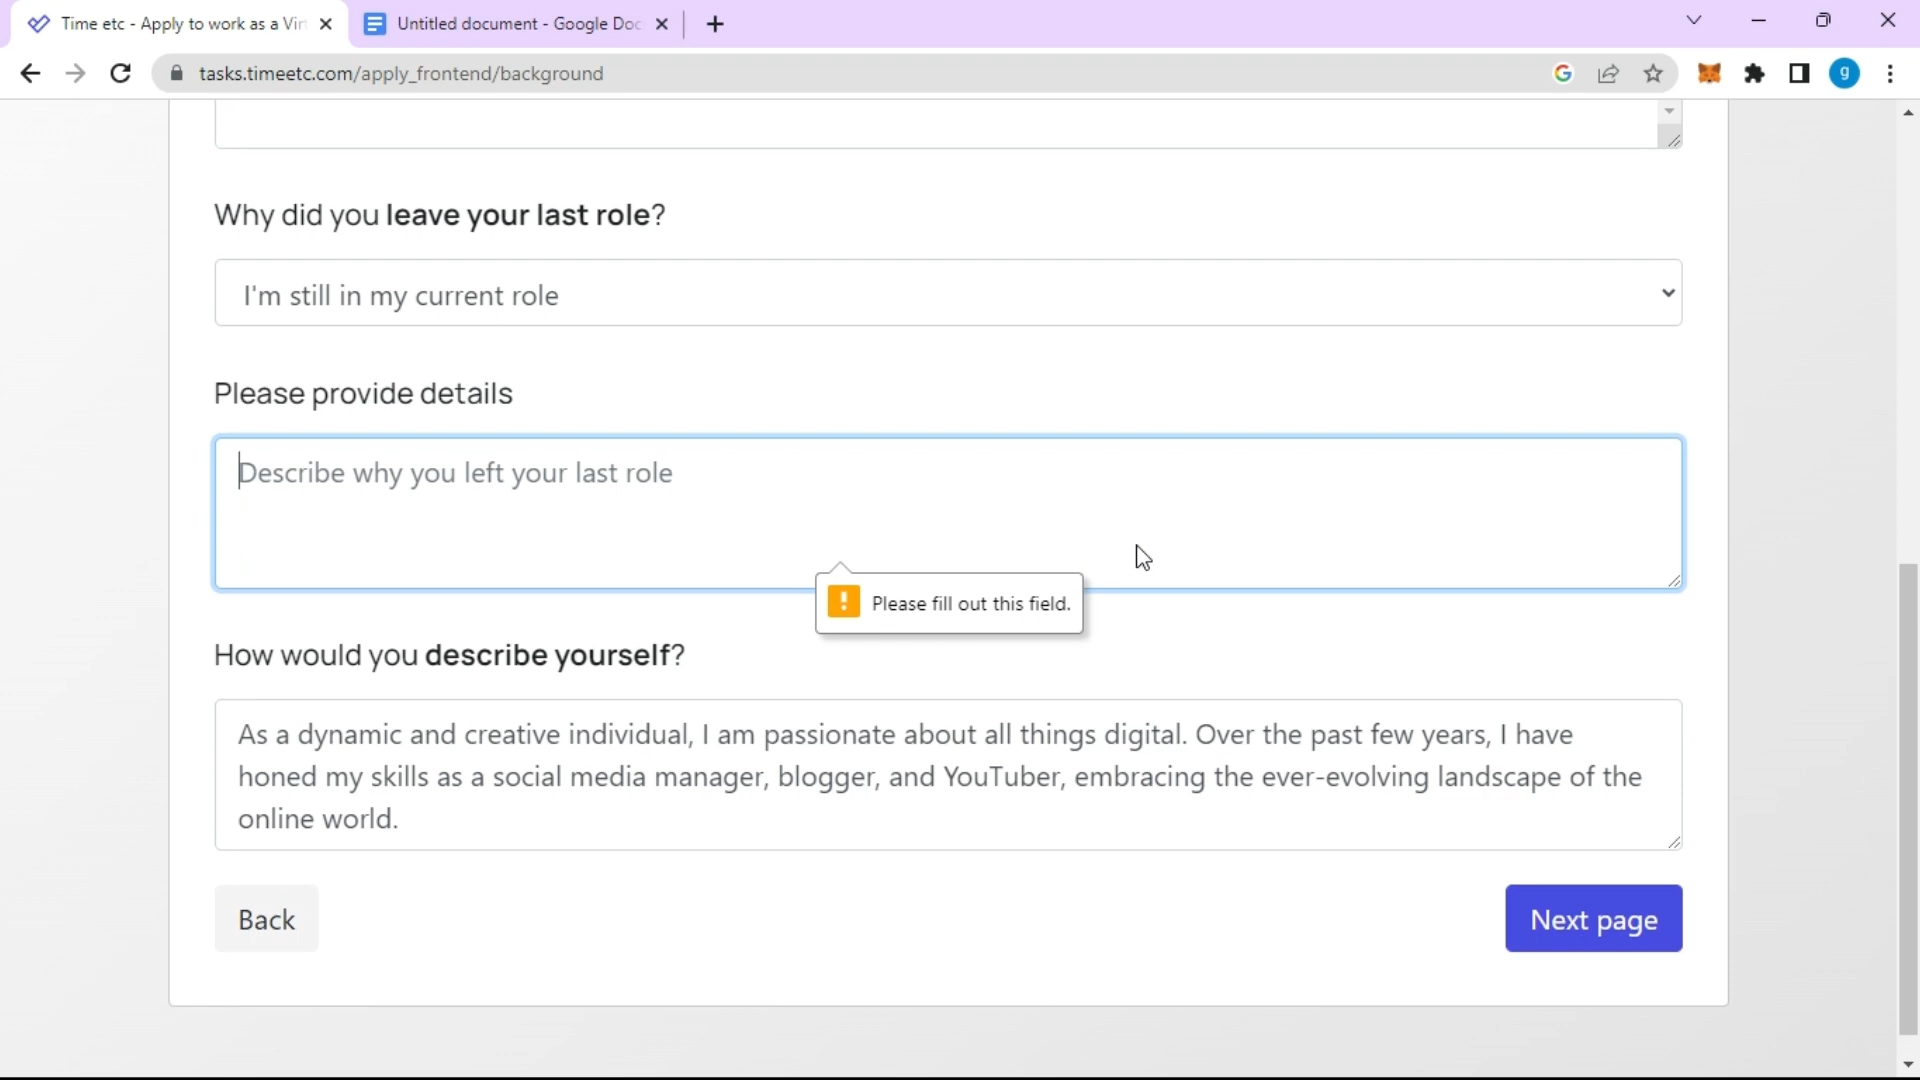 Time etc - Apply to work as a Vir
Untitled document - Google Doc
tasks.timeetc.com/apply_frontend/background
g
Why did you leave your last role?
I'm still in my current role
Please provide details
Describe why you left your last role
Please fill out this field.
How would you describe yourself?
As a dynamic and creative individual, I am passionate about all things digital. Over the past few years, I have
honed my skills as a social media manager, blogger, and YouTuber, embracing the ever-evolving landscape of the
online world.
Back
Next page